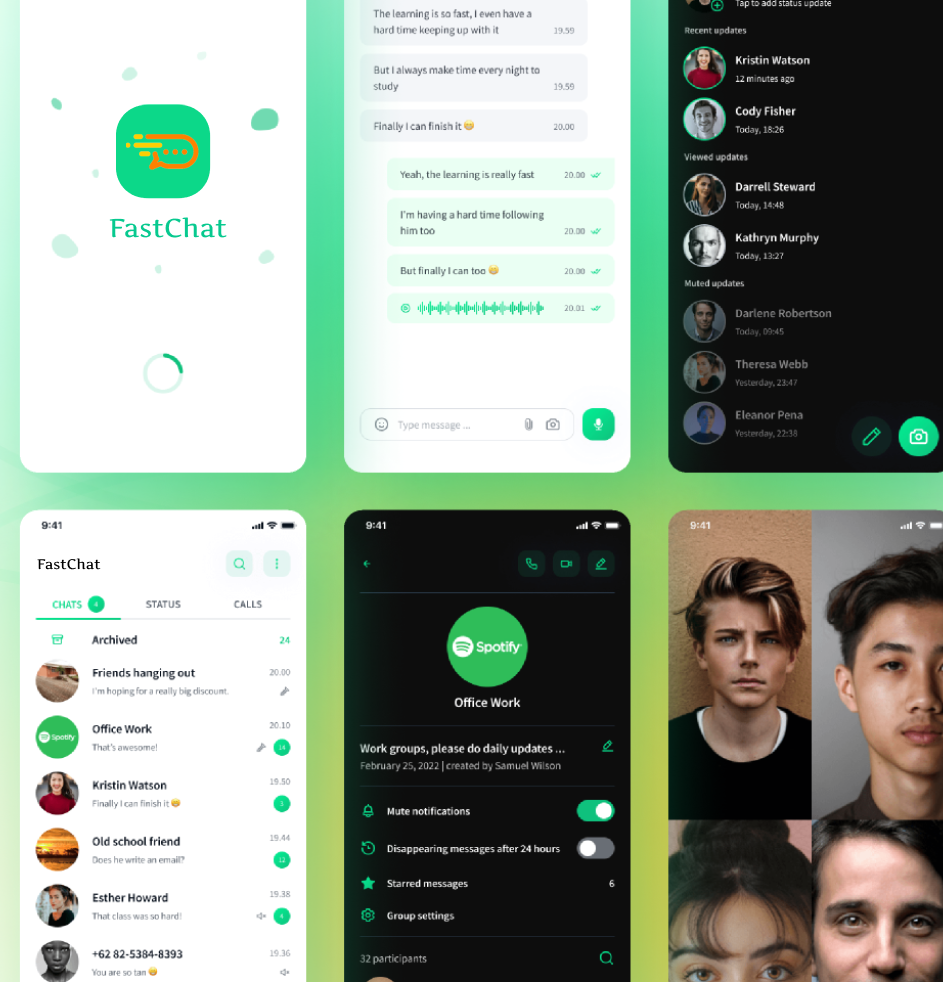 FastChat
The learning is so fast, I even have a
hard time keeping up with it 19.59
But I always make time every night to
study 19.59
Finally I can finish it 20.00
Yeah, the learning is really fast 20.00
I'm having a hard time following
him too 20.00
But finally I can too 20.00
20.01
Type message ...
Tap to add status update
Recent updates
Kristin Watson
12 minutes ago
Cody Fisher
Today, 18:26
Viewed updates
Darrell Steward
Today, 14:48
Kathryn Murphy
Today, 13:27
Muted updates
Darlene Robertson
Today, 09:45
Theresa Webb
Yesterday, 23:47
Eleanor Pena
Yesterday, 22:38
9:41
FastChat
CHATS 4 STATUS CALLS
Archived 24
Friends hanging out 20.00
I'm hoping for a really big discount.
Spotify
Office Work 20.10
That's awesome! 14
Kristin Watson 19.50
Finally I can finish it 3
Old school friend 19.44
Does he write an email? 12
Esther Howard 19.38
That class was so hard!
+62 82-5384-8393 19.36
You are so tan
9:41
Spotify
Office Work
Work groups, please do daily updates ...
February 25, 2022 | created by Samuel Wilson
Mute notifications
Disappearing messages after 24 hours
Starred messages 6
Group settings
32 participants
9:41